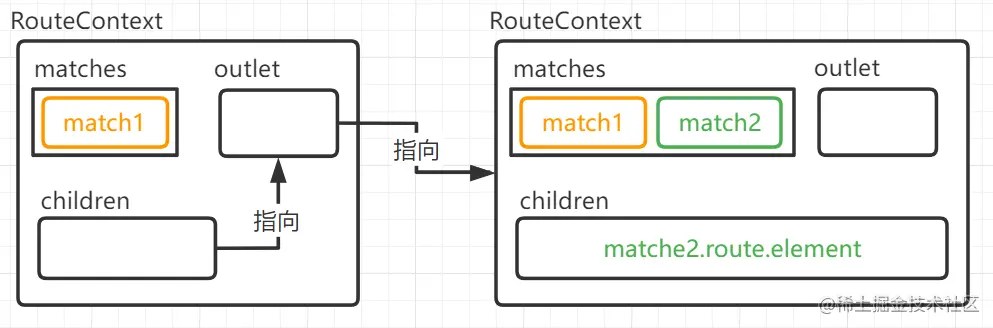 RouteContext
matches
outlet
match1
children
指向
指向
RouteContext
matches
outlet
match1
match2
children
matche2.route.element
@稀土掘金技术社区